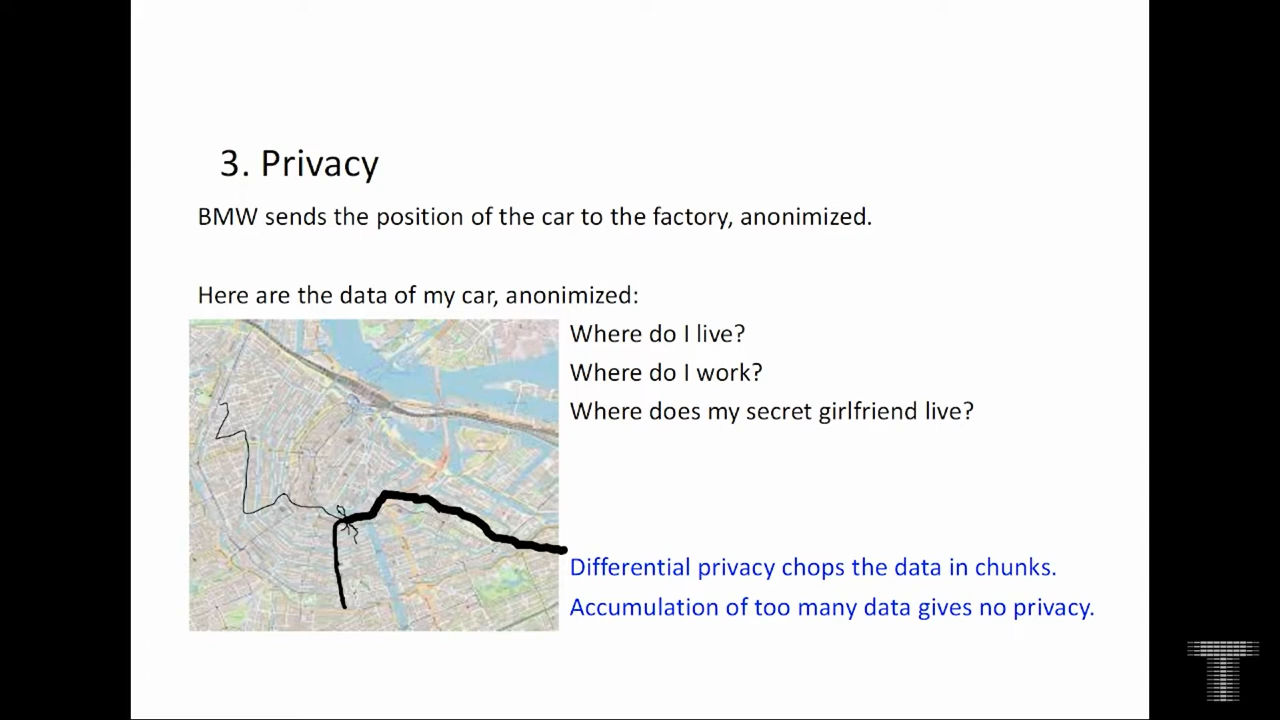 3. Privacy
BMW sends the position of the car to the factory, anonimized.
Here are the data of my car, anonimized:
Where do I live?
Where do I work?
Where does my secret girlfriend live?
Differential privacy chops the data in chunks.
Accumulation of too many data gives no privacy.